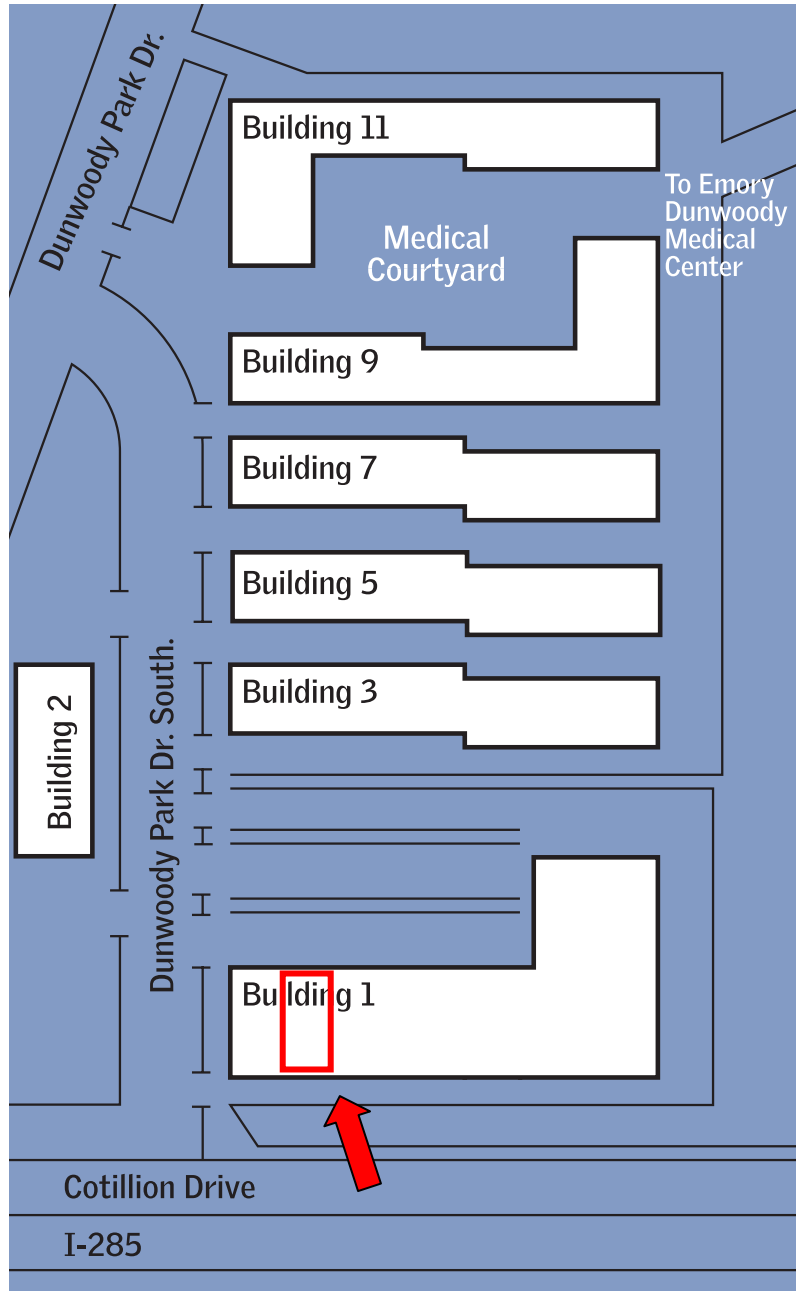 Dunwoody Park Dr.
Building 11
To Emory
Dunwoody
Medical
Center
Medical
Courtyard
Building 9
Building 7
Building 5
Building 3
Building 2
Dunwoody Park Dr. South.
Building 1
Cotillion Drive
I-285